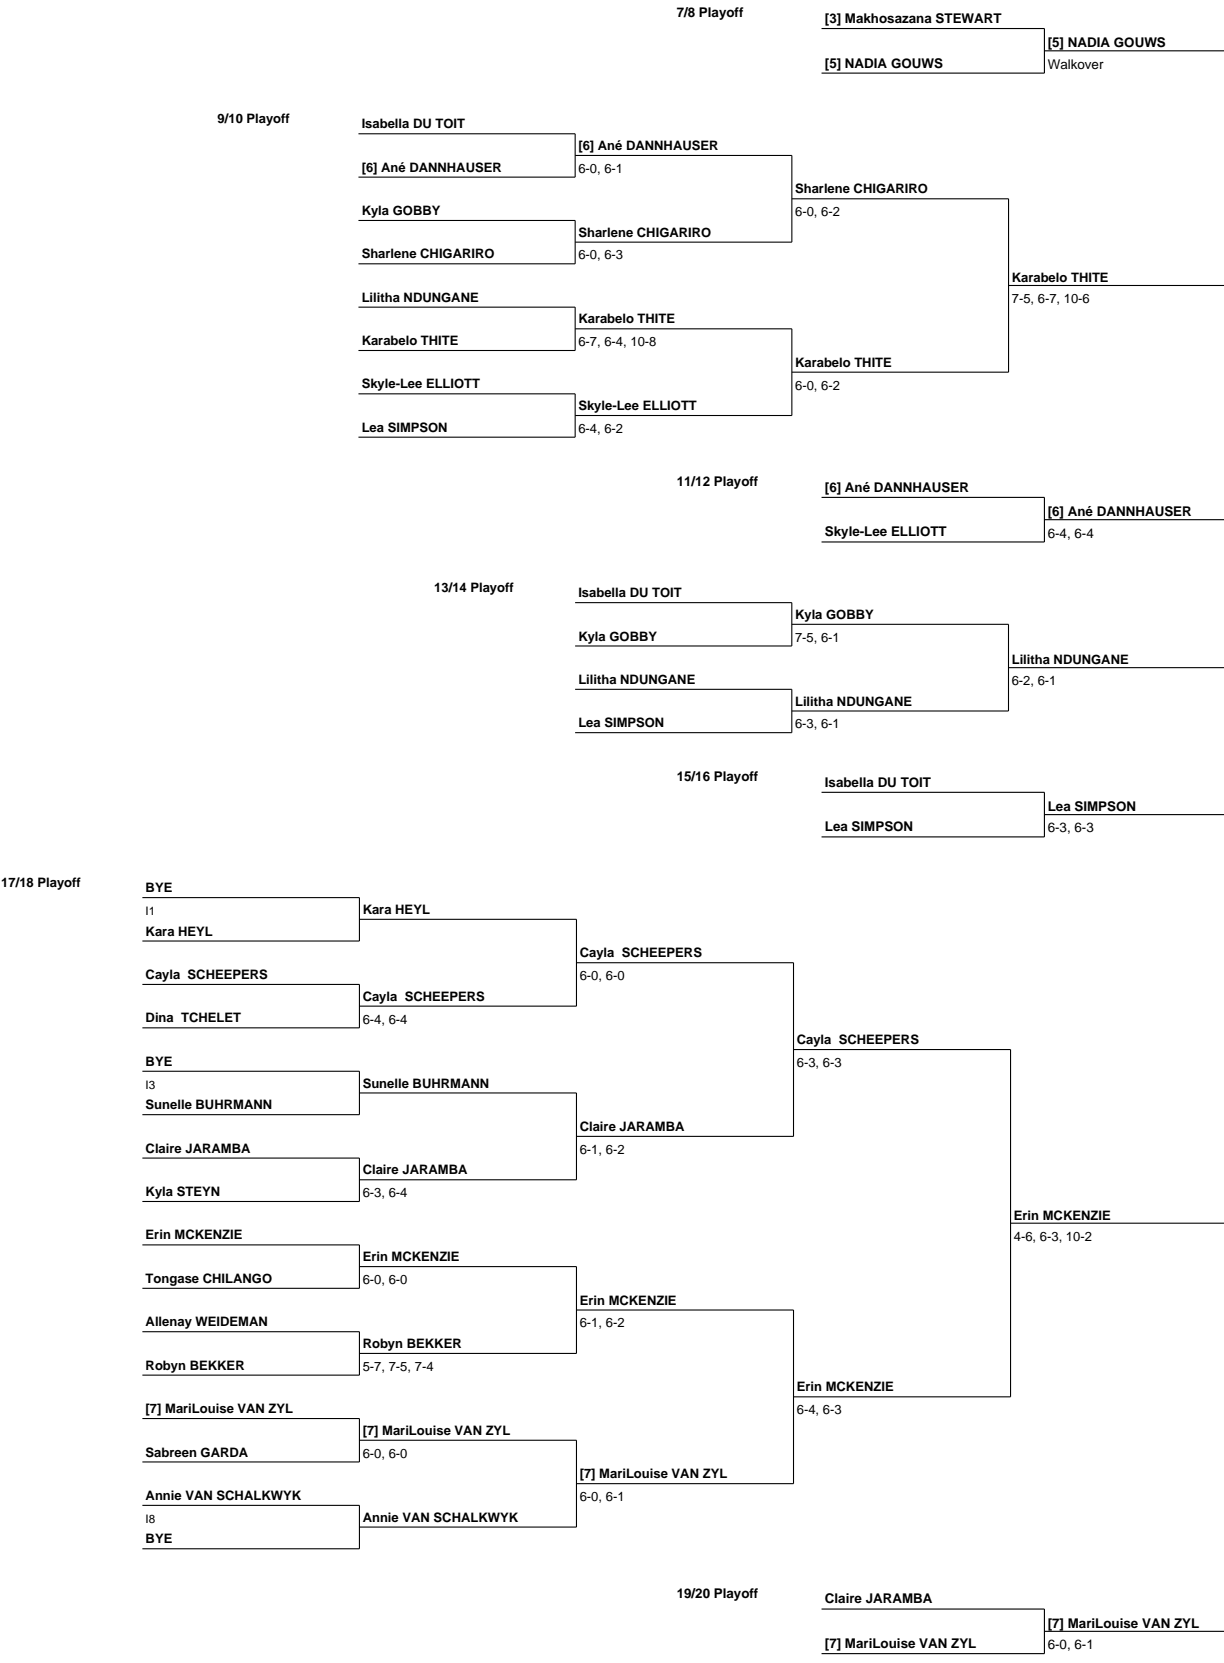 7/8 Playoff
[3] Makhosazana STEWART
[5] NADIA GOUWS
[5] NADIA GOUWS
Walkover
9/10 Playoff
Isabella DU TOIT
[6] Ané DANNHAUSER
[6] Ané DANNHAUSER
6-0, 6-1
Sharlene CHIGARIRO
6-0, 6-2
Kyla GOBBY
Sharlene CHIGARIRO
Sharlene CHIGARIRO
6-0, 6-3
Karabelo THITE
7-5, 6-7, 10-6
Lilitha NDUNGANE
Karabelo THITE
Karabelo THITE
6-7, 6-4, 10-8
Karabelo THITE
6-0, 6-2
Skyle-Lee ELLIOTT
Skyle-Lee ELLIOTT
Lea SIMPSON
6-4, 6-2
11/12 Playoff
[6] Ané DANNHAUSER
[6] Ané DANNHAUSER
Skyle-Lee ELLIOTT
6-4, 6-4
13/14 Playoff
Isabella DU TOIT
Kyla GOBBY
Kyla GOBBY
7-5, 6-1
Lilitha NDUNGANE
6-2, 6-1
Lilitha NDUNGANE
Lilitha NDUNGANE
Lea SIMPSON
6-3, 6-1
15/16 Playoff
Isabella DU TOIT
Lea SIMPSON
Lea SIMPSON
6-3, 6-3
17/18 Playoff
BYE
I1
Kara HEYL
Kara HEYL
Cayla SCHEEPERS
6-0, 6-0
Cayla SCHEEPERS
Cayla SCHEEPERS
Dina TCHELET
6-4, 6-4
Cayla SCHEEPERS
6-3, 6-3
BYE
I3
Sunelle BUHRMANN
Sunelle BUHRMANN
Claire JARAMBA
6-1, 6-2
Claire JARAMBA
Claire JARAMBA
Kyla STEYN
6-3, 6-4
Erin MCKENZIE
4-6, 6-3, 10-2
Erin MCKENZIE
Erin MCKENZIE
Tongase CHILANGO
6-0, 6-0
Erin MCKENZIE
6-1, 6-2
Allenay WEIDEMAN
Robyn BEKKER
Robyn BEKKER
5-7, 7-5, 7-4
Erin MCKENZIE
6-4, 6-3
[7] MariLouise VAN ZYL
[7] MariLouise VAN ZYL
Sabreen GARDA
6-0, 6-0
[7] MariLouise VAN ZYL
6-0, 6-1
Annie VAN SCHALKWYK
I8
Annie VAN SCHALKWYK
BYE
19/20 Playoff
Claire JARAMBA
[7] MariLouise VAN ZYL
[7] MariLouise VAN ZYL
6-0, 6-1